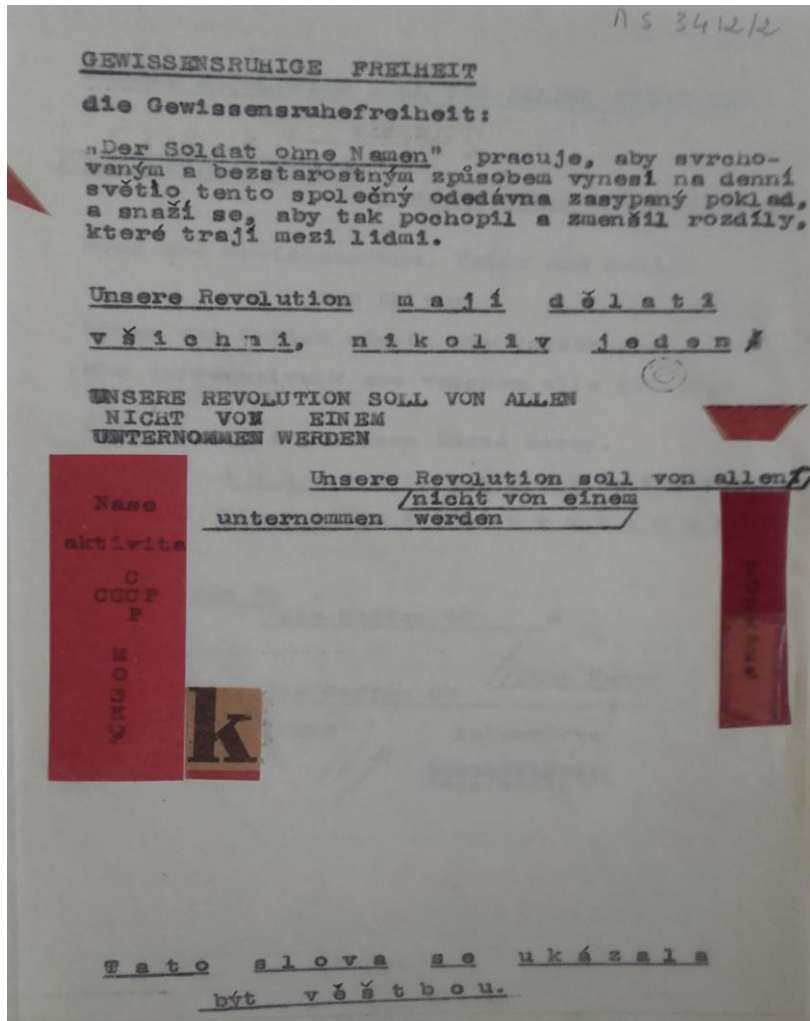 ΛS 3412/2
GEWISSENSRUHIGE FREIHEIT
die Gewissensruhefreiheit:
„Der Soldat ohne Namen" pracuje, aby svrcho-
vaným a bezstarostným způsobem vynesl na denní
světlo tento společný odedávna zasypaný poklad,
a snaží se, aby tak pochopil a zmenšil rozdíly,
které trají mezi lidmi.
Unsere Revolution mají dělati
všichni, nikoliv jeden
UNSERE REVOLUTION SOLL VON ALLEN
NICHT VON EINEM
UNTERNOMMEN WERDEN
Unsere Revolution soll von allen
/nicht von einem
unternommen werden/
Nase
aktivita
C
CCCP
P
k
Tato slova se ukázala
být věštbou.